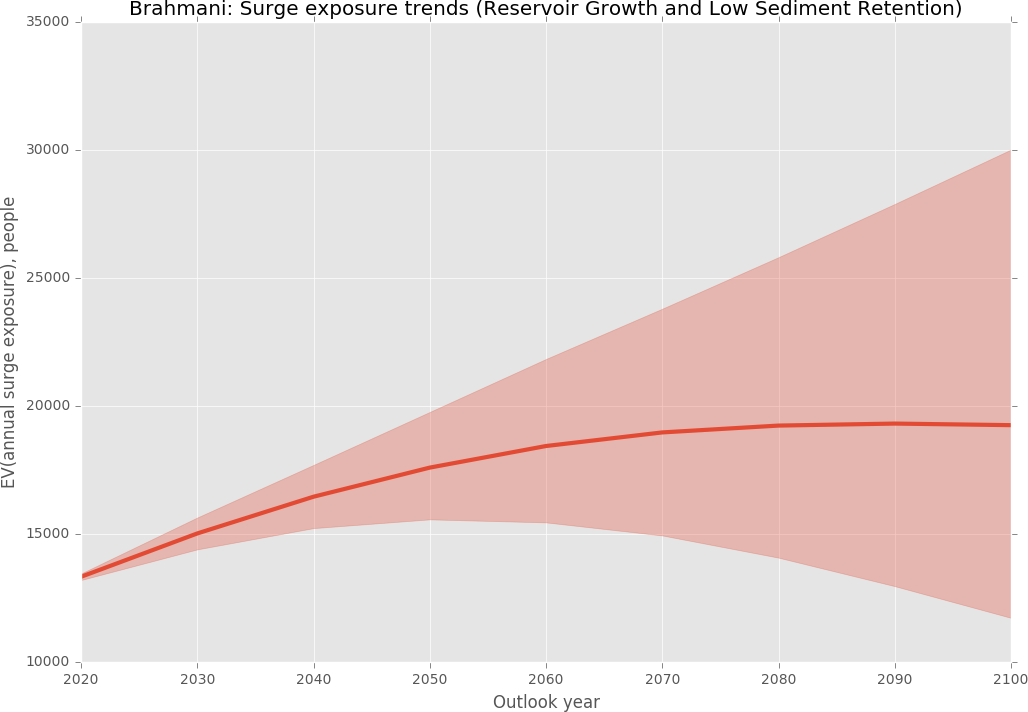 Brahmani: Surge exposure trends (Reservoir Growth and Low Sediment Retention)
35000
30000
25000
20000
15000
10000
EV(annual surge exposure), people
2020 2030 2040 2050 2060 2070 2080 2090 2100
Outlook year